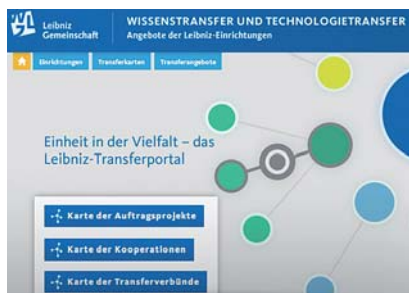 Leibniz
Gemeinschaft
WISSENSTRANSFER UND TECHNOLOGIETRANSFER
Angebote der Leibniz-Einrichtungen
Einrichtungen
Transferkarten
Transferangebote
Einheit in der Vielfalt – das
Leibniz-Transferportal
Karte der Auftragsprojekte
Karte der Kooperationen
Karte der Transferverbünde